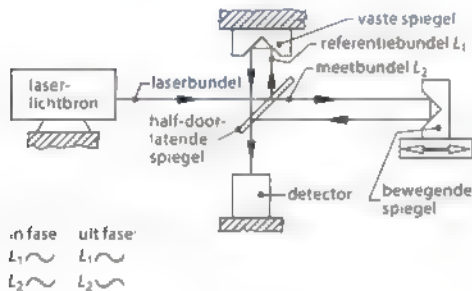 vaste spiegel
referentiebundel L₁
meetbundel L₂
laser-
lichtbron
laserbundel
half-door-
latende
spiegel
detector
bewegende
spiegel
in fase uit fase
L₁ L₁
L₂ L₂